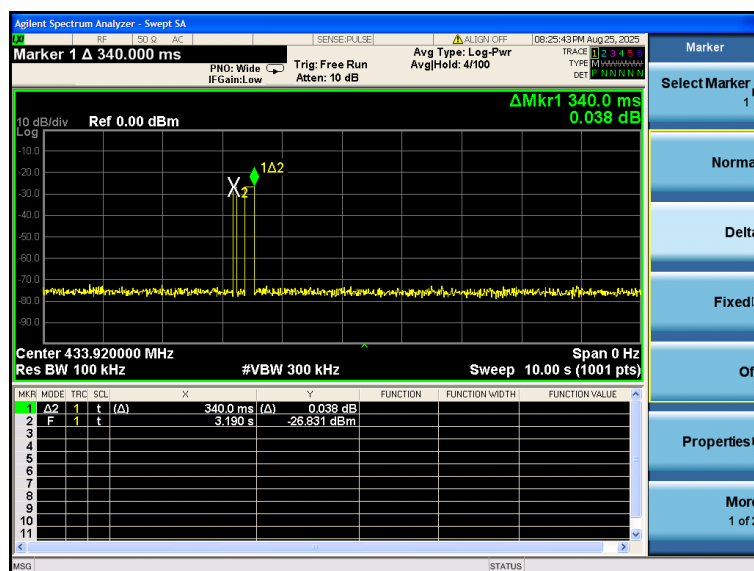 Agilent Spectrum Analyzer - Swept SA
LXI RF 50 Ω AC SENSE:PULSE ALIGN OFF 08:25:43 PM Aug 25, 2025
Marker 1 Δ 340.000 ms
PNO: Wide
IFGain:Low
Trig: Free Run
Atten: 10 dB
Avg Type: Log-Pwr
Avg|Hold: 4/100
TRACE 1 2 3 4 5 6
TYPE M
DET P N N N N N
ΔMkr1 340.0 ms
0.038 dB
10 dB/div Ref 0.00 dBm
Log
-10.0
-20.0
-30.0
-40.0
-50.0
-60.0
-70.0
-80.0
-90.0
1Δ2
X2
Center 433.920000 MHz Span 0 Hz
Res BW 100 kHz #VBW 300 kHz Sweep 10.00 s (1001 pts)
MKR MODE TRC SCL X Y FUNCTION FUNCTION WIDTH FUNCTION VALUE
1 Δ2 1 t (Δ) 340.0 ms (Δ) 0.038 dB
2 F 1 t 3.190 s -26.831 dBm
3
4
5
6
7
8
9
10
11
MSG STATUS
Marker
Select Marker
1
Norma
Delta
Fixed
Of
Properties
More
1 of 2